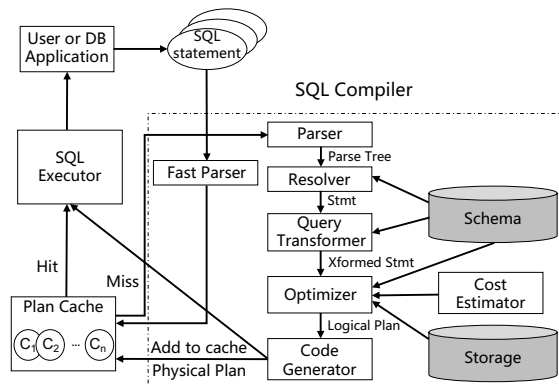 User or DB
Application
SQL
statement
SQL Compiler
Parser
Parse Tree
SQL
Executor
Fast Parser
Resolver
Stmt
Query
Transformer
Schema
Xformed Stmt
Hit
Miss
Optimizer
Cost
Estimator
Plan Cache
Logical Plan
C1 C2 ... Cn
Add to cache
Physical Plan
Code
Generator
Storage